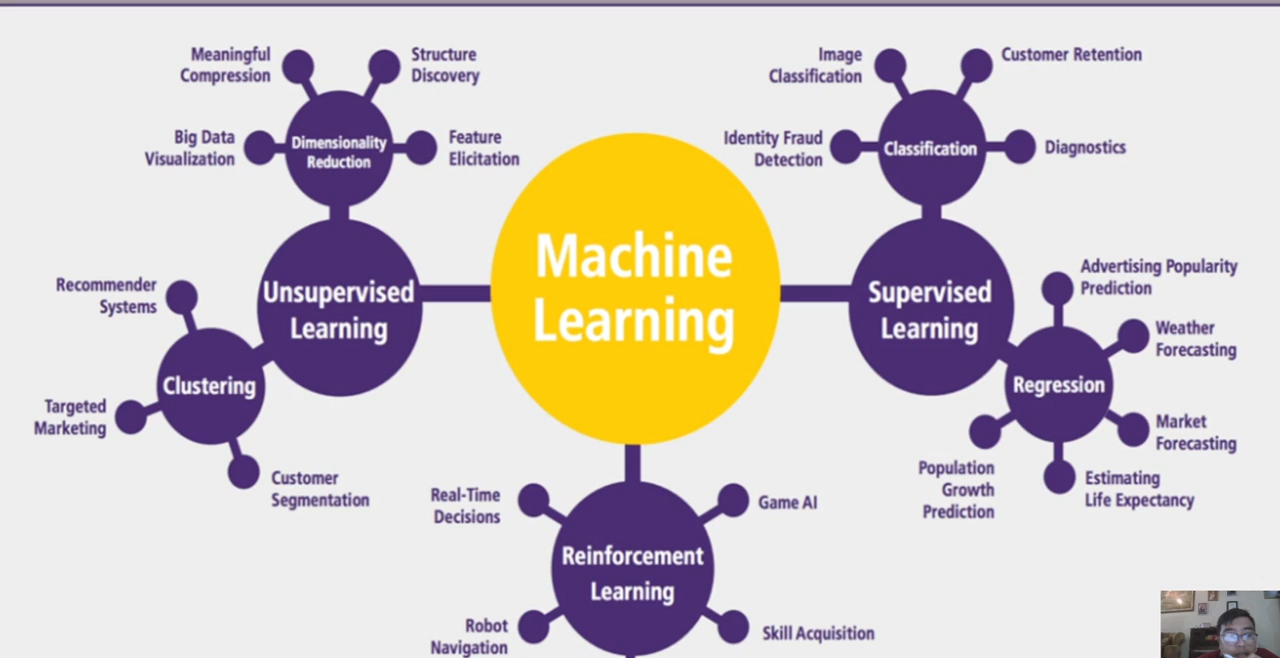 Machine
Learning
Unsupervised
Learning
Dimensionality
Reduction
Meaningful
Compression
Structure
Discovery
Big Data
Visualization
Feature
Elicitation
Clustering
Recommender
Systems
Targeted
Marketing
Customer
Segmentation
Supervised
Learning
Classification
Image
Classification
Customer Retention
Identity Fraud
Detection
Diagnostics
Regression
Advertising Popularity
Prediction
Weather
Forecasting
Market
Forecasting
Estimating
Life Expectancy
Population
Growth
Prediction
Reinforcement
Learning
Real-Time
Decisions
Game AI
Robot
Navigation
Skill Acquisition